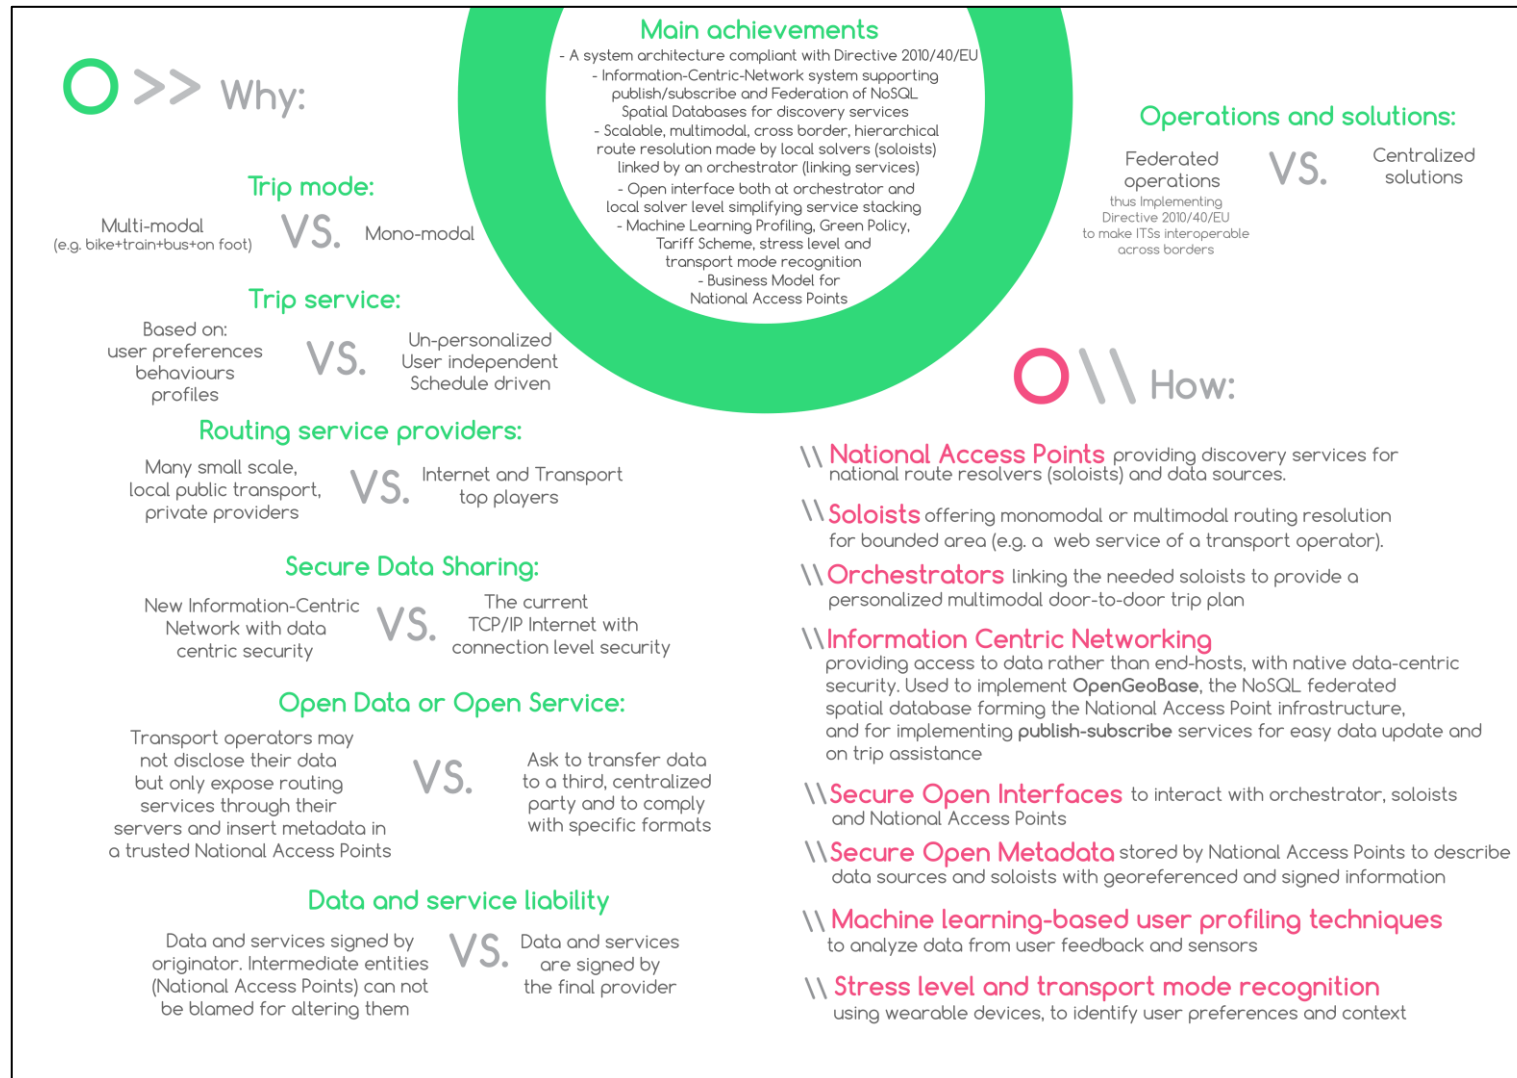 Main achievements
- A system architecture compliant with Directive 2010/40/EU
- Information-Centric-Network system supporting
publish/subscribe and Federation of NoSQL
Spatial Databases for discovery services
- Scalable, multimodal, cross border, hierarchical
route resolution made by local solvers (soloists)
linked by an orchestrator (linking services)
- Open interface both at orchestrator and
local solver level simplifying service stacking
- Machine Learning Profiling, Green Policy,
Tariff Scheme, stress level and
transport mode recognition
- Business Model for
National Access Points
>> Why:
Trip mode:
Multi-modal
(e.g. bike+train+bus+on foot)
VS.
Mono-modal
Trip service:
Based on:
user preferences
behaviours
profiles
VS.
Un-personalized
User independent
Schedule driven
Routing service providers:
Many small scale,
local public transport,
private providers
VS.
Internet and Transport
top players
Secure Data Sharing:
New Information-Centric
Network with data
centric security
VS.
The current
TCP/IP Internet with
connection level security
Open Data or Open Service:
Transport operators may
not disclose their data
but only expose routing
services through their
servers and insert metadata in
a trusted National Access Points
VS.
Ask to transfer data
to a third, centralized
party and to comply
with specific formats
Data and service liability
Data and services signed by
originator. Intermediate entities
(National Access Points) can not
be blamed for altering them
VS.
Data and services
are signed by
the final provider
Operations and solutions:
Federated
operations
thus Implementing
Directive 2010/40/EU
to make ITSs interoperable
across borders
VS.
Centralized
solutions
\\ How:
\\ National Access Points providing discovery services for
national route resolvers (soloists) and data sources.
\\ Soloists offering monomodal or multimodal routing resolution
for bounded area (e.g. a web service of a transport operator).
\\ Orchestrators linking the needed soloists to provide a
personalized multimodal door-to-door trip plan
\\ Information Centric Networking
providing access to data rather than end-hosts, with native data-centric
security. Used to implement OpenGeoBase, the NoSQL federated
spatial database forming the National Access Point infrastructure,
and for implementing publish-subscribe services for easy data update and
on trip assistance
\\ Secure Open Interfaces to interact with orchestrator, soloists
and National Access Points
\\ Secure Open Metadata stored by National Access Points to describe
data sources and soloists with georeferenced and signed information
\\ Machine learning-based user profiling techniques
to analyze data from user feedback and sensors
\\ Stress level and transport mode recognition
using wearable devices, to identify user preferences and context